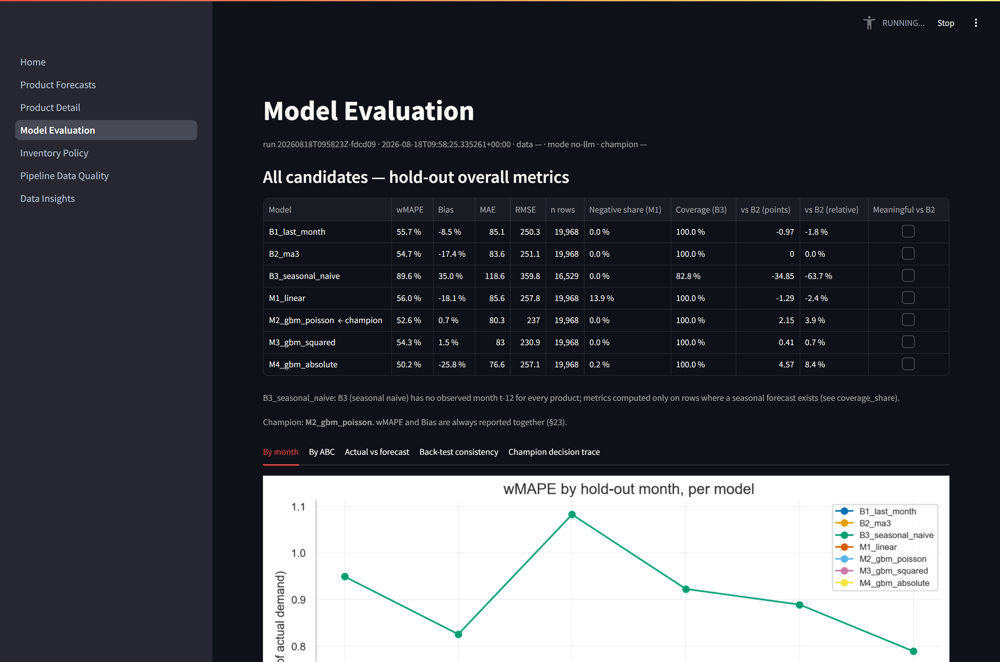 RUNNING... Stop
Home
Product Forecasts
Product Detail
Model Evaluation
Inventory Policy
Pipeline Data Quality
Data Insights
Model Evaluation
run 20260818T095823Z-fdcd09 · 2026-08-18T09:58:25.335261+00:00 · data — · mode no-llm · champion —
All candidates — hold-out overall metrics
Model wMAPE Bias MAE RMSE n rows Negative share (M1) Coverage (B3) vs B2 (points) vs B2 (relative) Meaningful vs B2
B1_last_month 55.7 % -8.5 % 85.1 250.3 19,968 0.0 % 100.0 % -0.97 -1.8 %
B2_ma3 54.7 % -17.4 % 83.6 251.1 19,968 0.0 % 100.0 % 0 0.0 %
B3_seasonal_naive 89.6 % 35.0 % 118.6 359.8 16,529 0.0 % 82.8 % -34.85 -63.7 %
M1_linear 56.0 % -18.1 % 85.6 257.8 19,968 13.9 % 100.0 % -1.29 -2.4 %
M2_gbm_poisson ← champion 52.6 % 0.7 % 80.3 237 19,968 0.0 % 100.0 % 2.15 3.9 %
M3_gbm_squared 54.3 % 1.5 % 83 230.9 19,968 0.0 % 100.0 % 0.41 0.7 %
M4_gbm_absolute 50.2 % -25.8 % 76.6 257.1 19,968 0.2 % 100.0 % 4.57 8.4 %
B3_seasonal_naive: B3 (seasonal naive) has no observed month t-12 for every product; metrics computed only on rows where a seasonal forecast exists (see coverage_share).
Champion: M2_gbm_poisson. wMAPE and Bias are always reported together (§23).
By month By ABC Actual vs forecast Back-test consistency Champion decision trace
wMAPE by hold-out month, per model
1.1
1.0
0.9
0.8
of actual demand)
B1_last_month
B2_ma3
B3_seasonal_naive
M1_linear
M2_gbm_poisson
M3_gbm_squared
M4_gbm_absolute